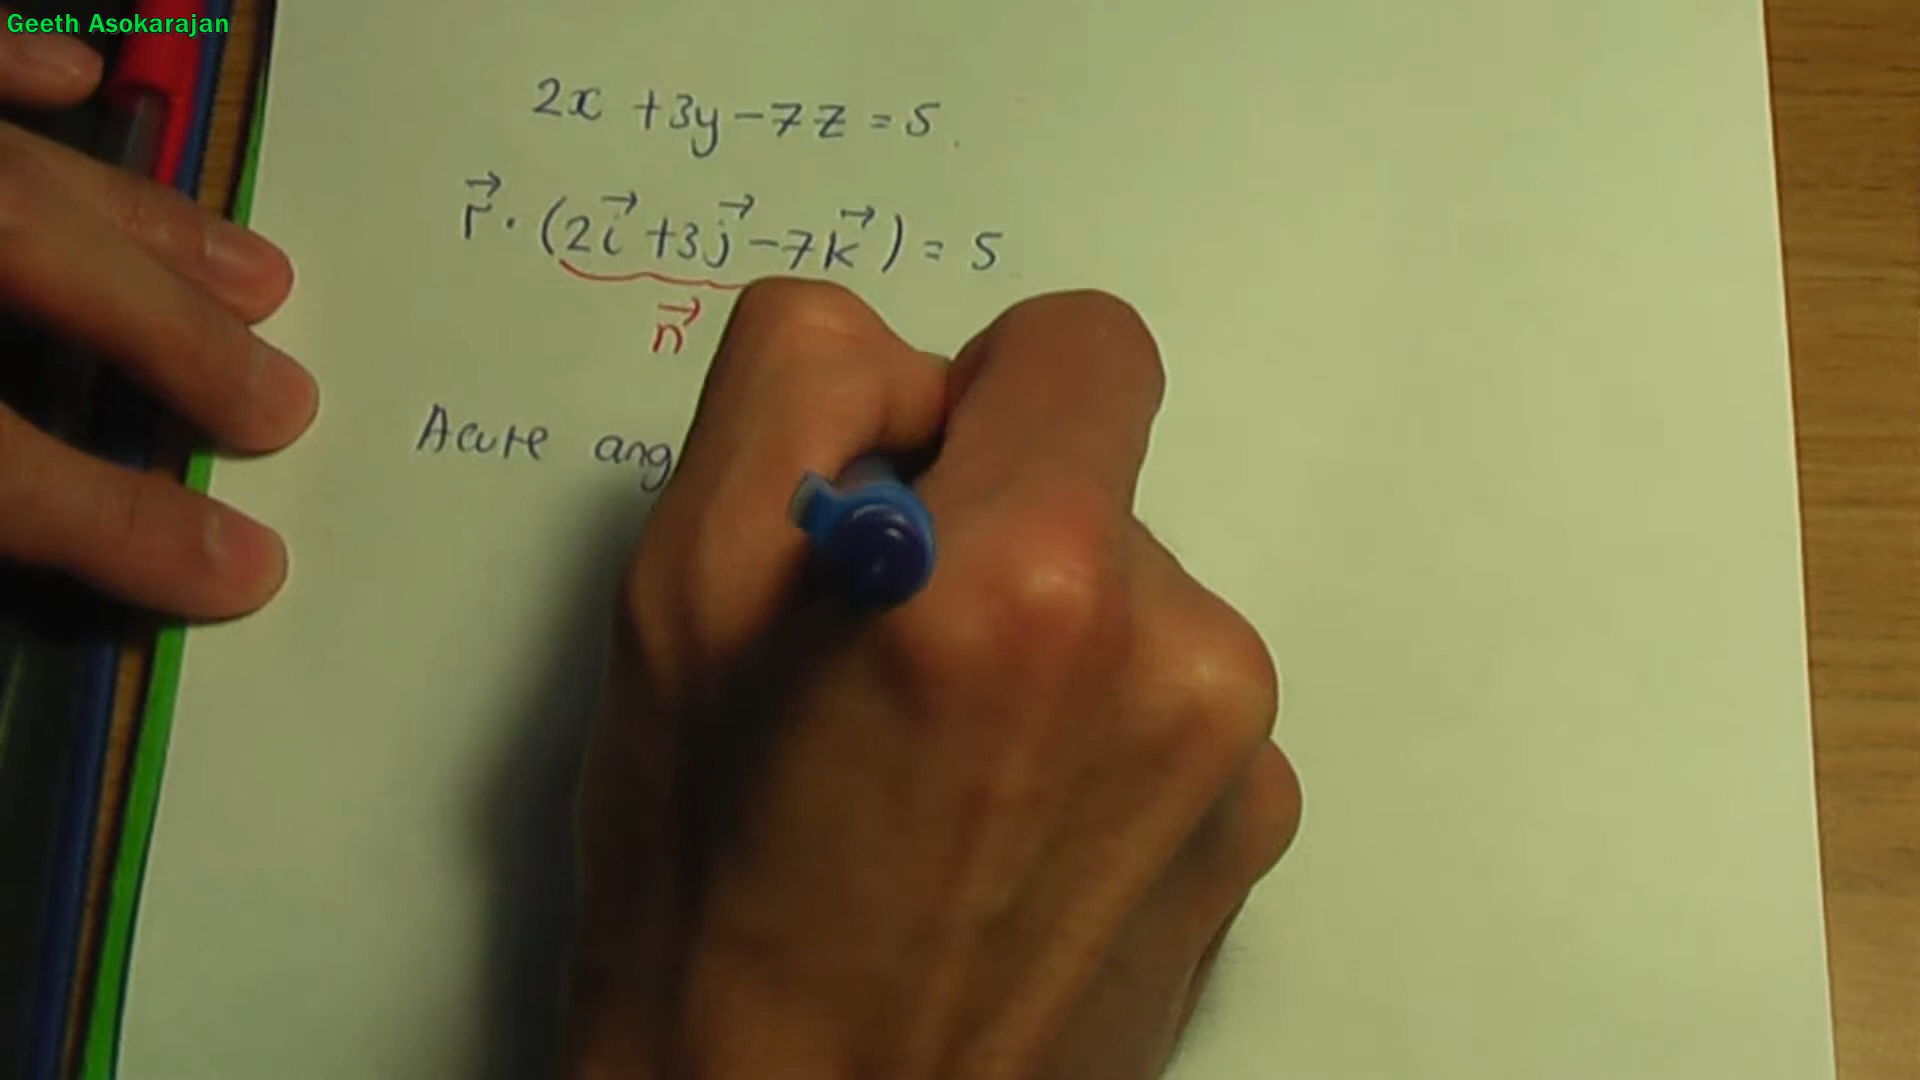 Geeth Asokarajan
2x + 3y - 7z = 5.
r⃗ · (2i⃗ + 3j⃗ - 7k⃗) = 5
n⃗
Acute ang